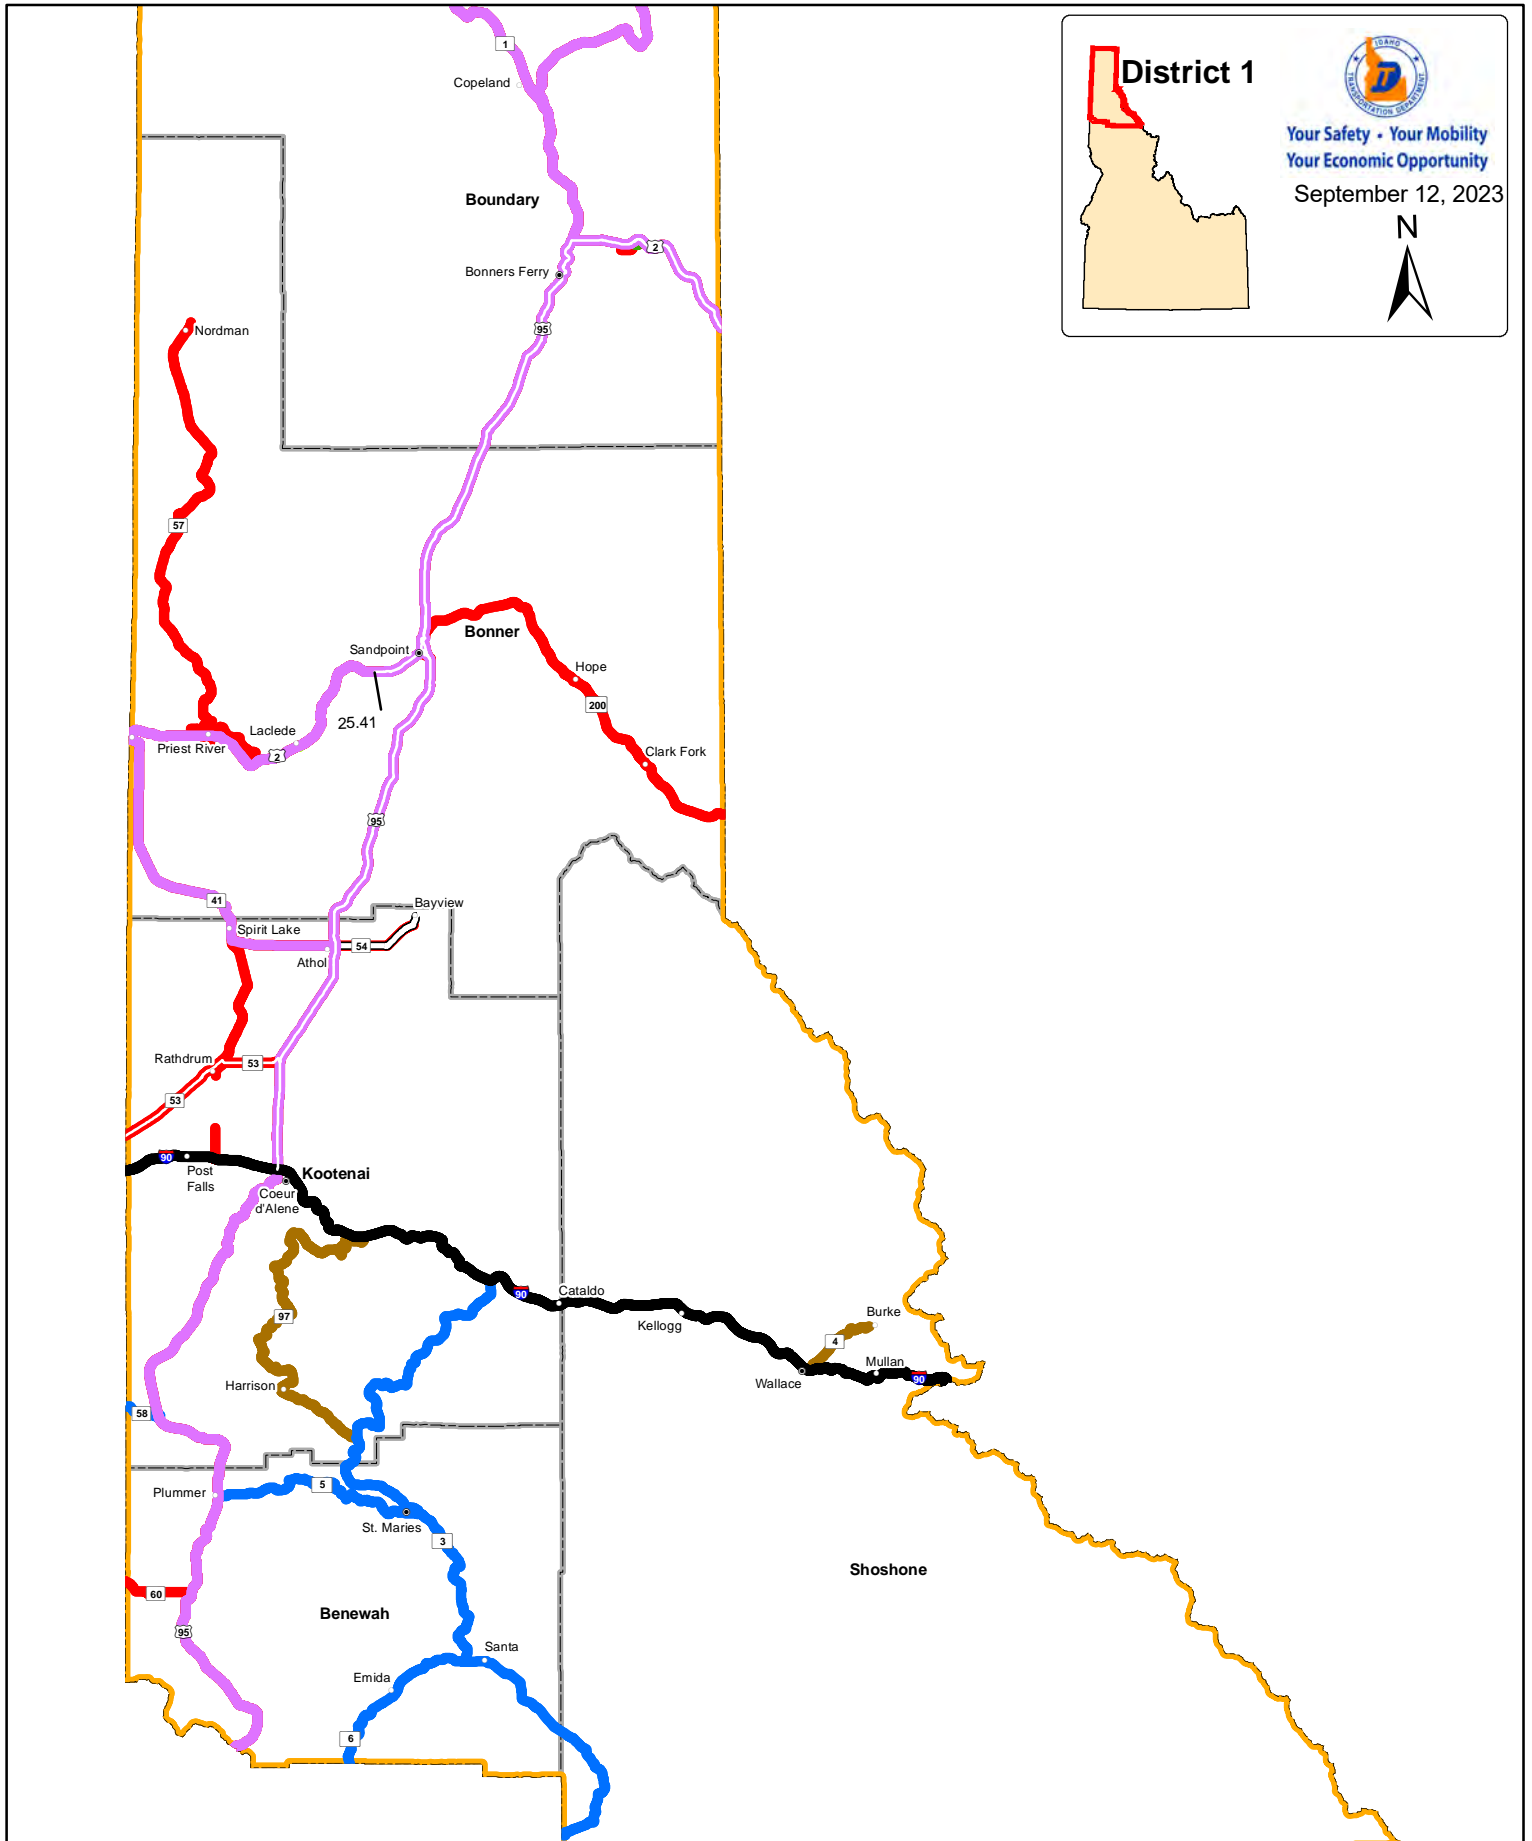 1
Copeland
District 1
IDAHO
TRANSPORTATION DEPARTMENT
Your Safety • Your Mobility
Your Economic Opportunity
September 12, 2023
N
Boundary
2
Bonners Ferry
95
Nordman
57
Bonner
Sandpoint
Hope
200
25.41
Laclede
Priest River
2
Clark Fork
95
41
Bayview
Spirit Lake
54
Athol
Rathdrum
53
53
90
Post
Falls
Kootenai
Coeur
d'Alene
90
Cataldo
97
Kellogg
Burke
4
Mullan
Wallace
90
Harrison
58
Plummer
5
St. Maries
3
Shoshone
60
Benewah
95
Santa
Emida
6